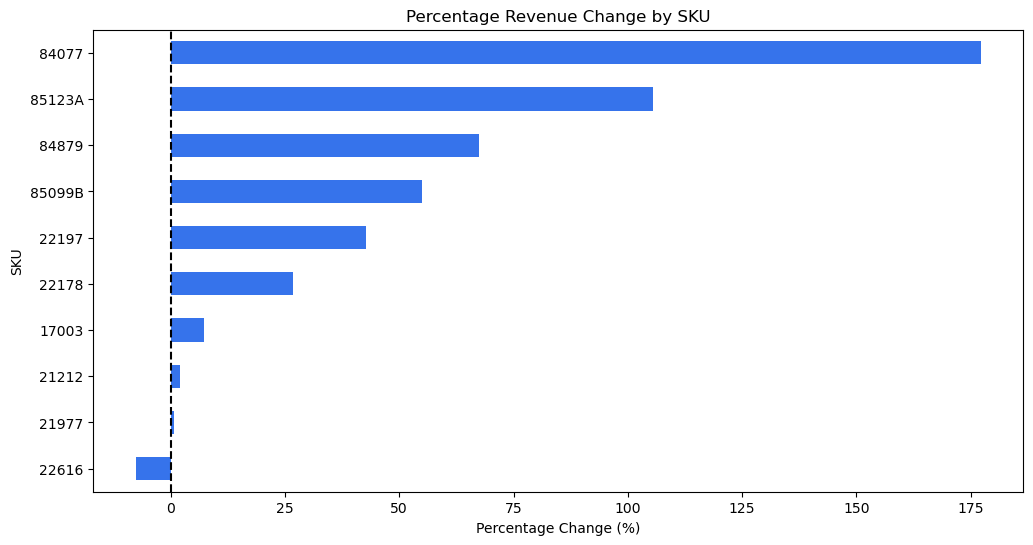 Percentage Revenue Change by SKU
SKU
84077
85123A
84879
85099B
22197
22178
17003
21212
21977
22616
0 25 50 75 100 125 150 175
Percentage Change (%)